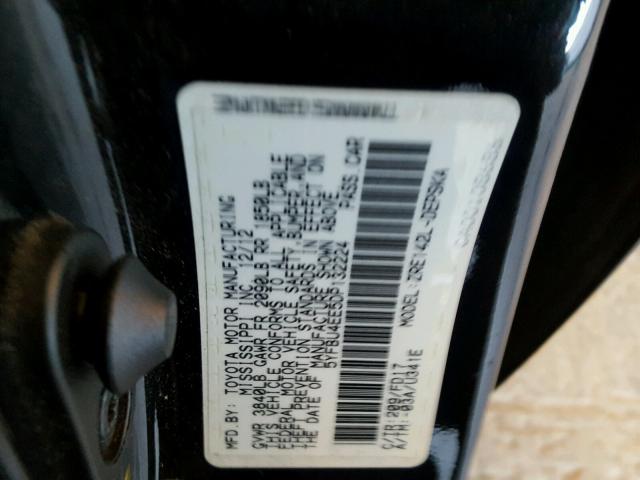 MFD. BY: TOYOTA MOTOR MANUFACTURING
MISSISSIPPI INC. 12/12
GVWR 3840LB GAWR FR 2090LB RR 1850LB
THIS VEHICLE CONFORMS TO ALL APPLICABLE
FEDERAL MOTOR VEHICLE SAFETY, BUMPER, AND
THEFT PREVENTION STANDARDS IN EFFECT ON
THE DATE OF MANUFACTURE SHOWN ABOVE.
5YFBU4EE5DP132224 PASS. CAR
C/TR:209/FD17 MODEL: ZRE142L-DEPSKA
A/TM:-03A/U341E